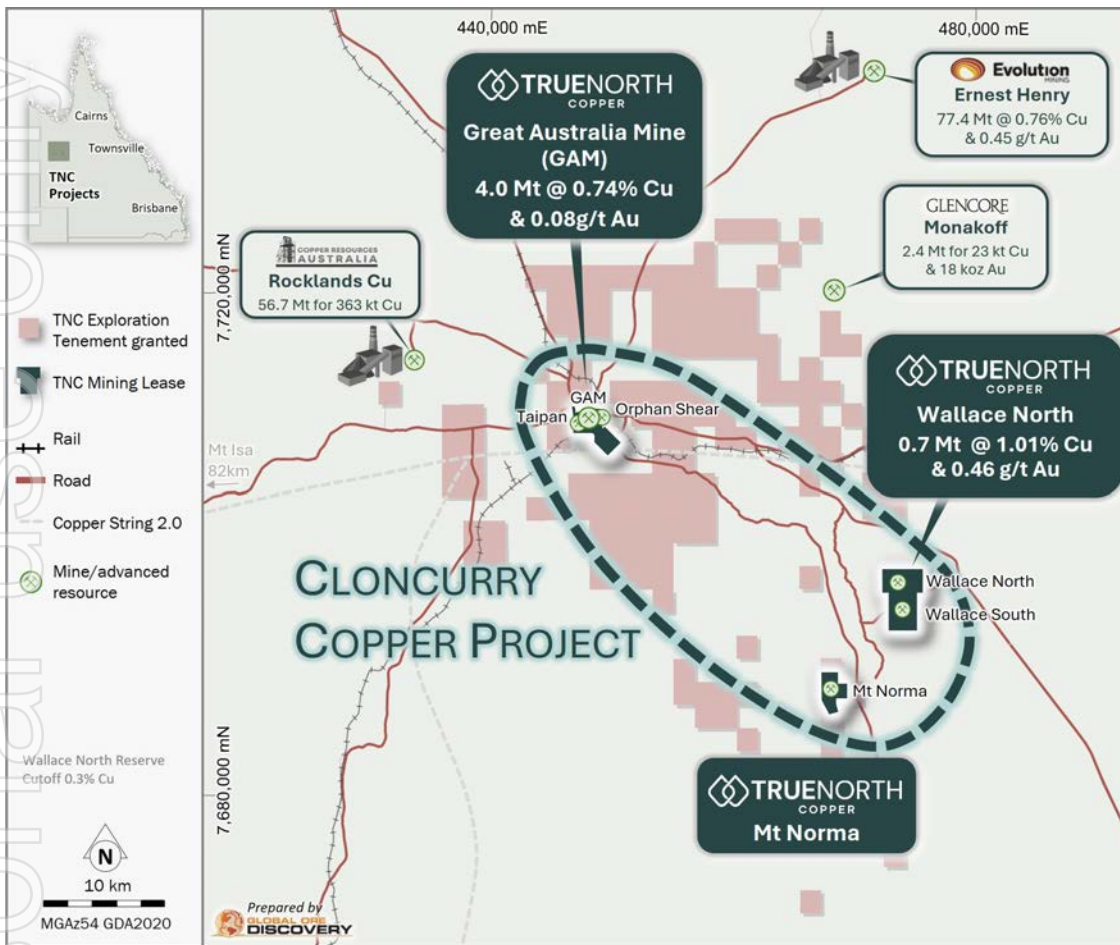 440,000 mE
480,000 mE
7,720,000 mN
7,680,000 mN
Cairns
Townsville
TNC
Projects
Brisbane
TNC Exploration
Tenement granted
TNC Mining Lease
Rail
Road
Copper String 2.0
Mine/advanced
resource
Wallace North Reserve
Cutoff 0.3% Cu
N
10 km
MGAz54 GDA2020
TRUENORTH
COPPER
Great Australia Mine
(GAM)
4.0 Mt @ 0.74% Cu
& 0.08g/t Au
Evolution
MINING
Ernest Henry
77.4 Mt @ 0.76% Cu
& 0.45 g/t Au
GLENCORE
Monakoff
2.4 Mt for 23 kt Cu
& 18 koz Au
COPPER RESOURCES
AUSTRALIA
Rocklands Cu
56.7 Mt for 363 kt Cu
TRUENORTH
COPPER
Wallace North
0.7 Mt @ 1.01% Cu
& 0.46 g/t Au
GAM
Taipan
Orphan Shear
Mt Isa
82km
CLONCURRY
COPPER PROJECT
Wallace North
Wallace South
Mt Norma
TRUENORTH
COPPER
Mt Norma
Prepared by
GLOBAL ORE
DISCOVERY